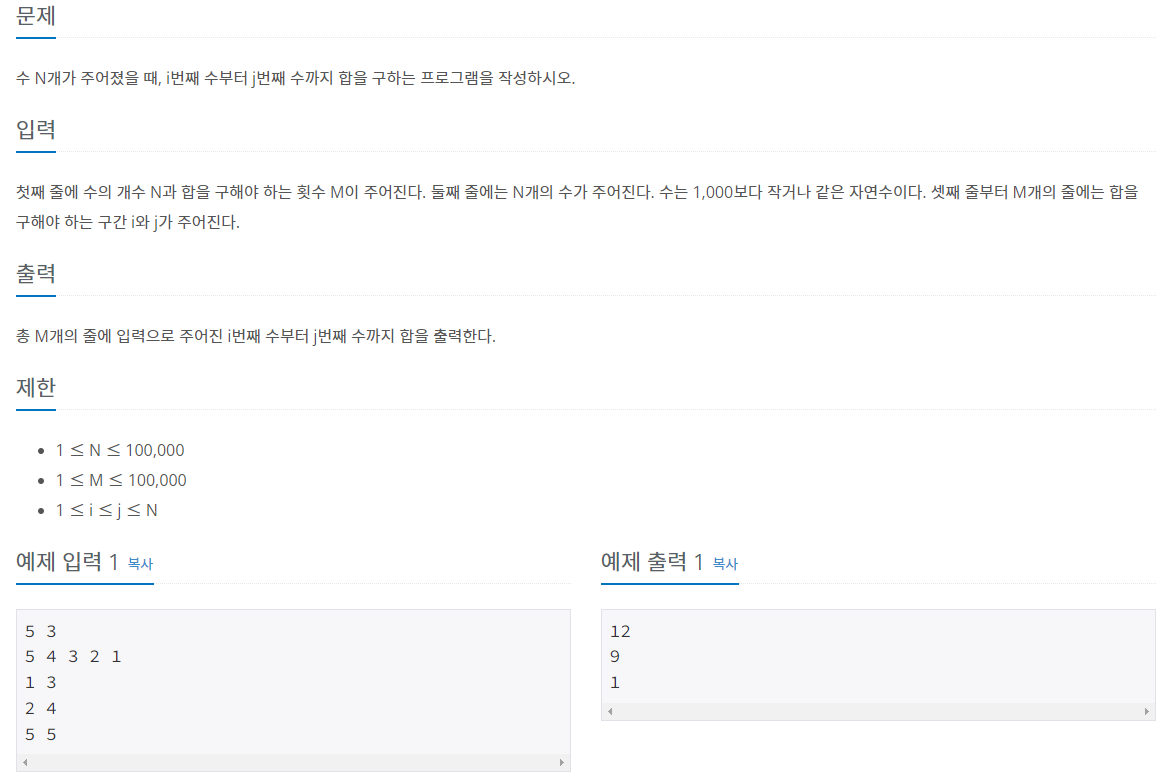 문제
수 N개가 주어졌을 때, i번째 수부터 j번째 수까지 합을 구하는 프로그램을 작성하시오.
입력
첫째 줄에 수의 개수 N과 합을 구해야 하는 횟수 M이 주어진다. 둘째 줄에는 N개의 수가 주어진다. 수는 1,000보다 작거나 같은 자연수이다. 셋째 줄부터 M개의 줄에는 합을
구해야 하는 구간 i와 j가 주어진다.
출력
총 M개의 줄에 입력으로 주어진 i번째 수부터 j번째 수까지 합을 출력한다.
제한
• 1 ≤ N ≤ 100,000
• 1 ≤ M ≤ 100,000
• 1 ≤ i ≤ j ≤ N
예제 입력 1 복사
5 3
5 4 3 2 1
1 3
2 4
5 5
예제 출력 1 복사
12
9
1